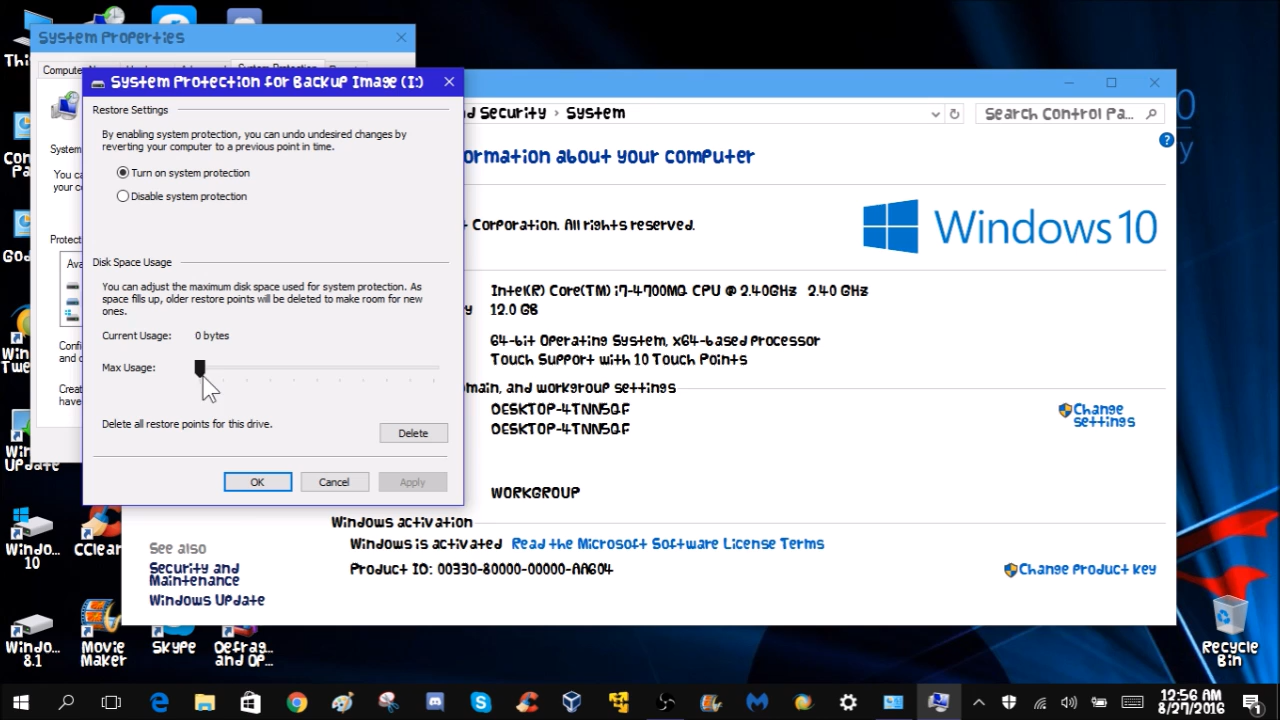 System Properties
System Protection
System Protection for Backup Image (I:)
Restore Settings
By enabling system protection, you can undo undesired changes by
reverting your computer to a previous point in time.
Turn on system protection
Disable system protection
Disk Space Usage
You can adjust the maximum disk space used for system protection. As
space fills up, older restore points will be deleted to make room for new
ones.
Current Usage: 0 bytes
Max Usage:
Delete all restore points for this drive.
Delete
OK
Cancel
Apply
d Security › System
Search Control Pa...
?
ormation about your computer
t Corporation. All rights reserved.
Windows 10
Intel(R) Core(TM) i7-4700MQ CPU @ 2.40GHz 2.40 GHz
y 12.0 GB
64-bit Operating System, x64-based processor
Touch Support with 10 Touch Points
main, and workgroup settings
DESKTOP-4TNN5QF
DESKTOP-4TNN5QF
Change
settings
WORKGROUP
Windows activation
Windows is activated Read the Microsoft Software License Terms
Product ID: 00330-80000-00000-AA604
Change product key
See also
Security and
Maintenance
Windows Update
Windo...
10
CClean
Windo...
8.1
Movie
Maker
Skype
Defrag...
and Op...
Recycle
Bin
12:56 AM
8/27/2016
1